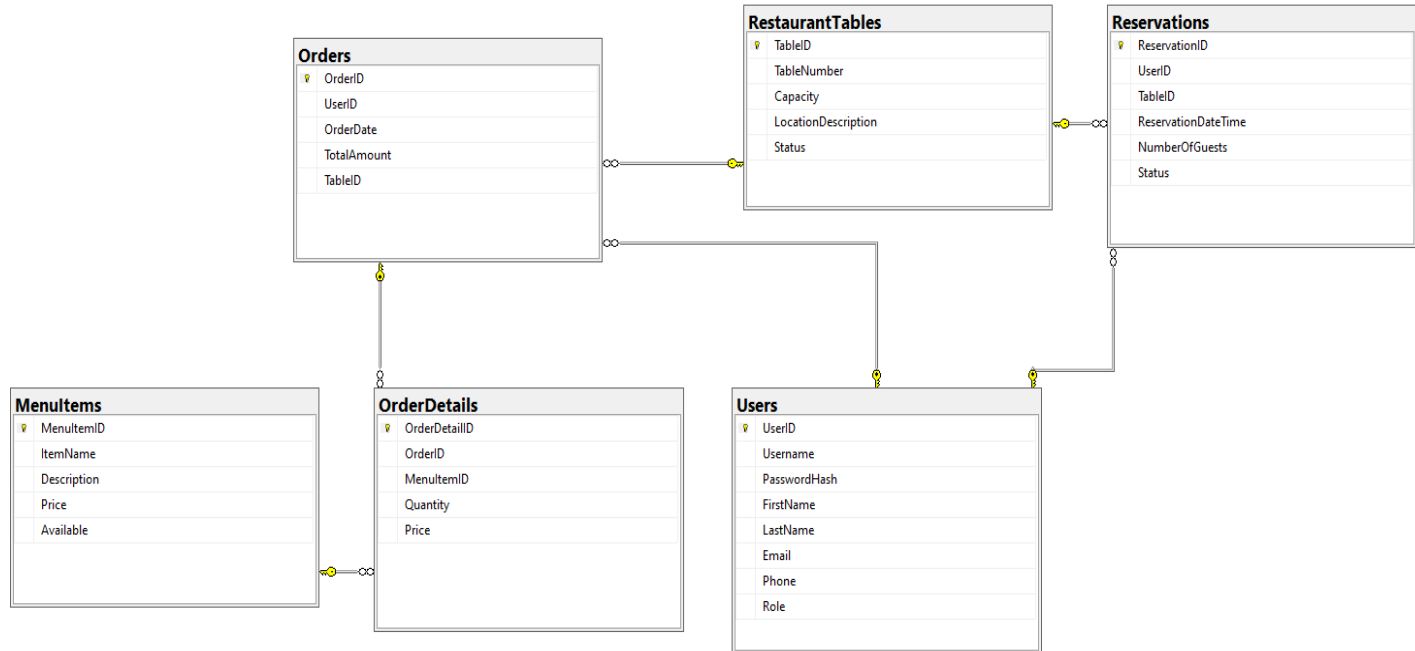 Orders
OrderID
UserID
OrderDate
TotalAmount
TableID
RestaurantTables
TableID
TableNumber
Capacity
LocationDescription
Status
Reservations
ReservationID
UserID
TableID
ReservationDateTime
NumberOfGuests
Status
MenuItems
MenuItemID
ItemName
Description
Price
Available
OrderDetails
OrderDetailID
OrderID
MenuItemID
Quantity
Price
Users
UserID
Username
PasswordHash
FirstName
LastName
Email
Phone
Role